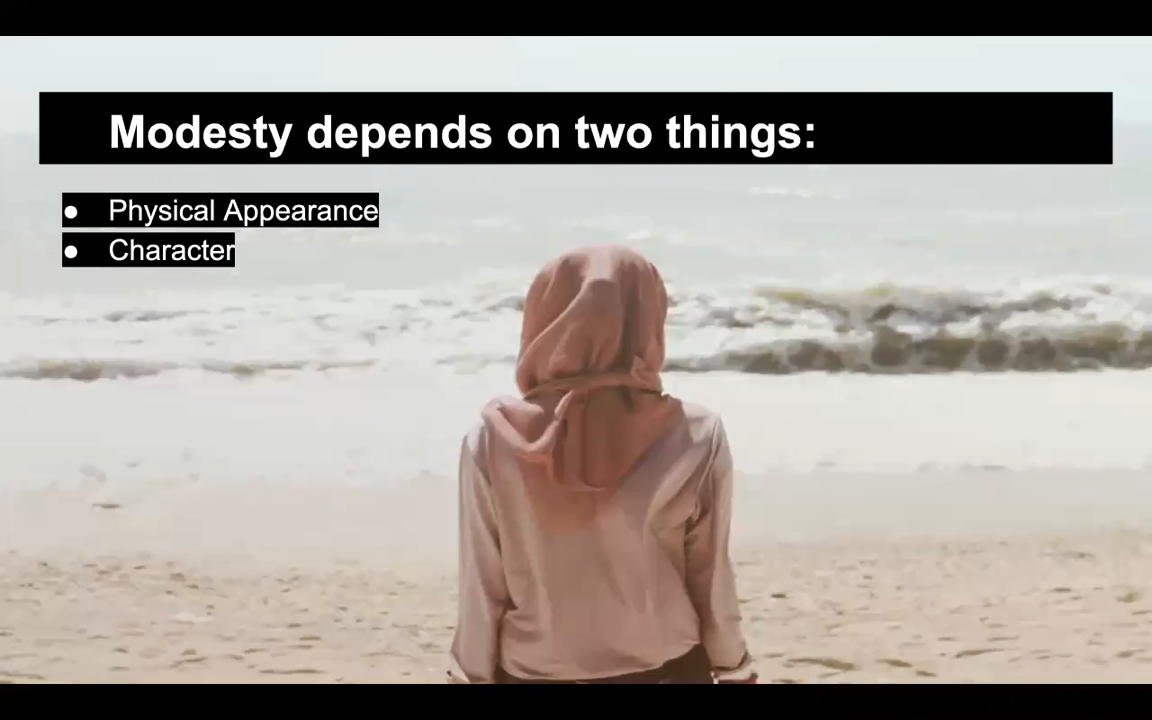 Modesty depends on two things:
● Physical Appearance
● Character